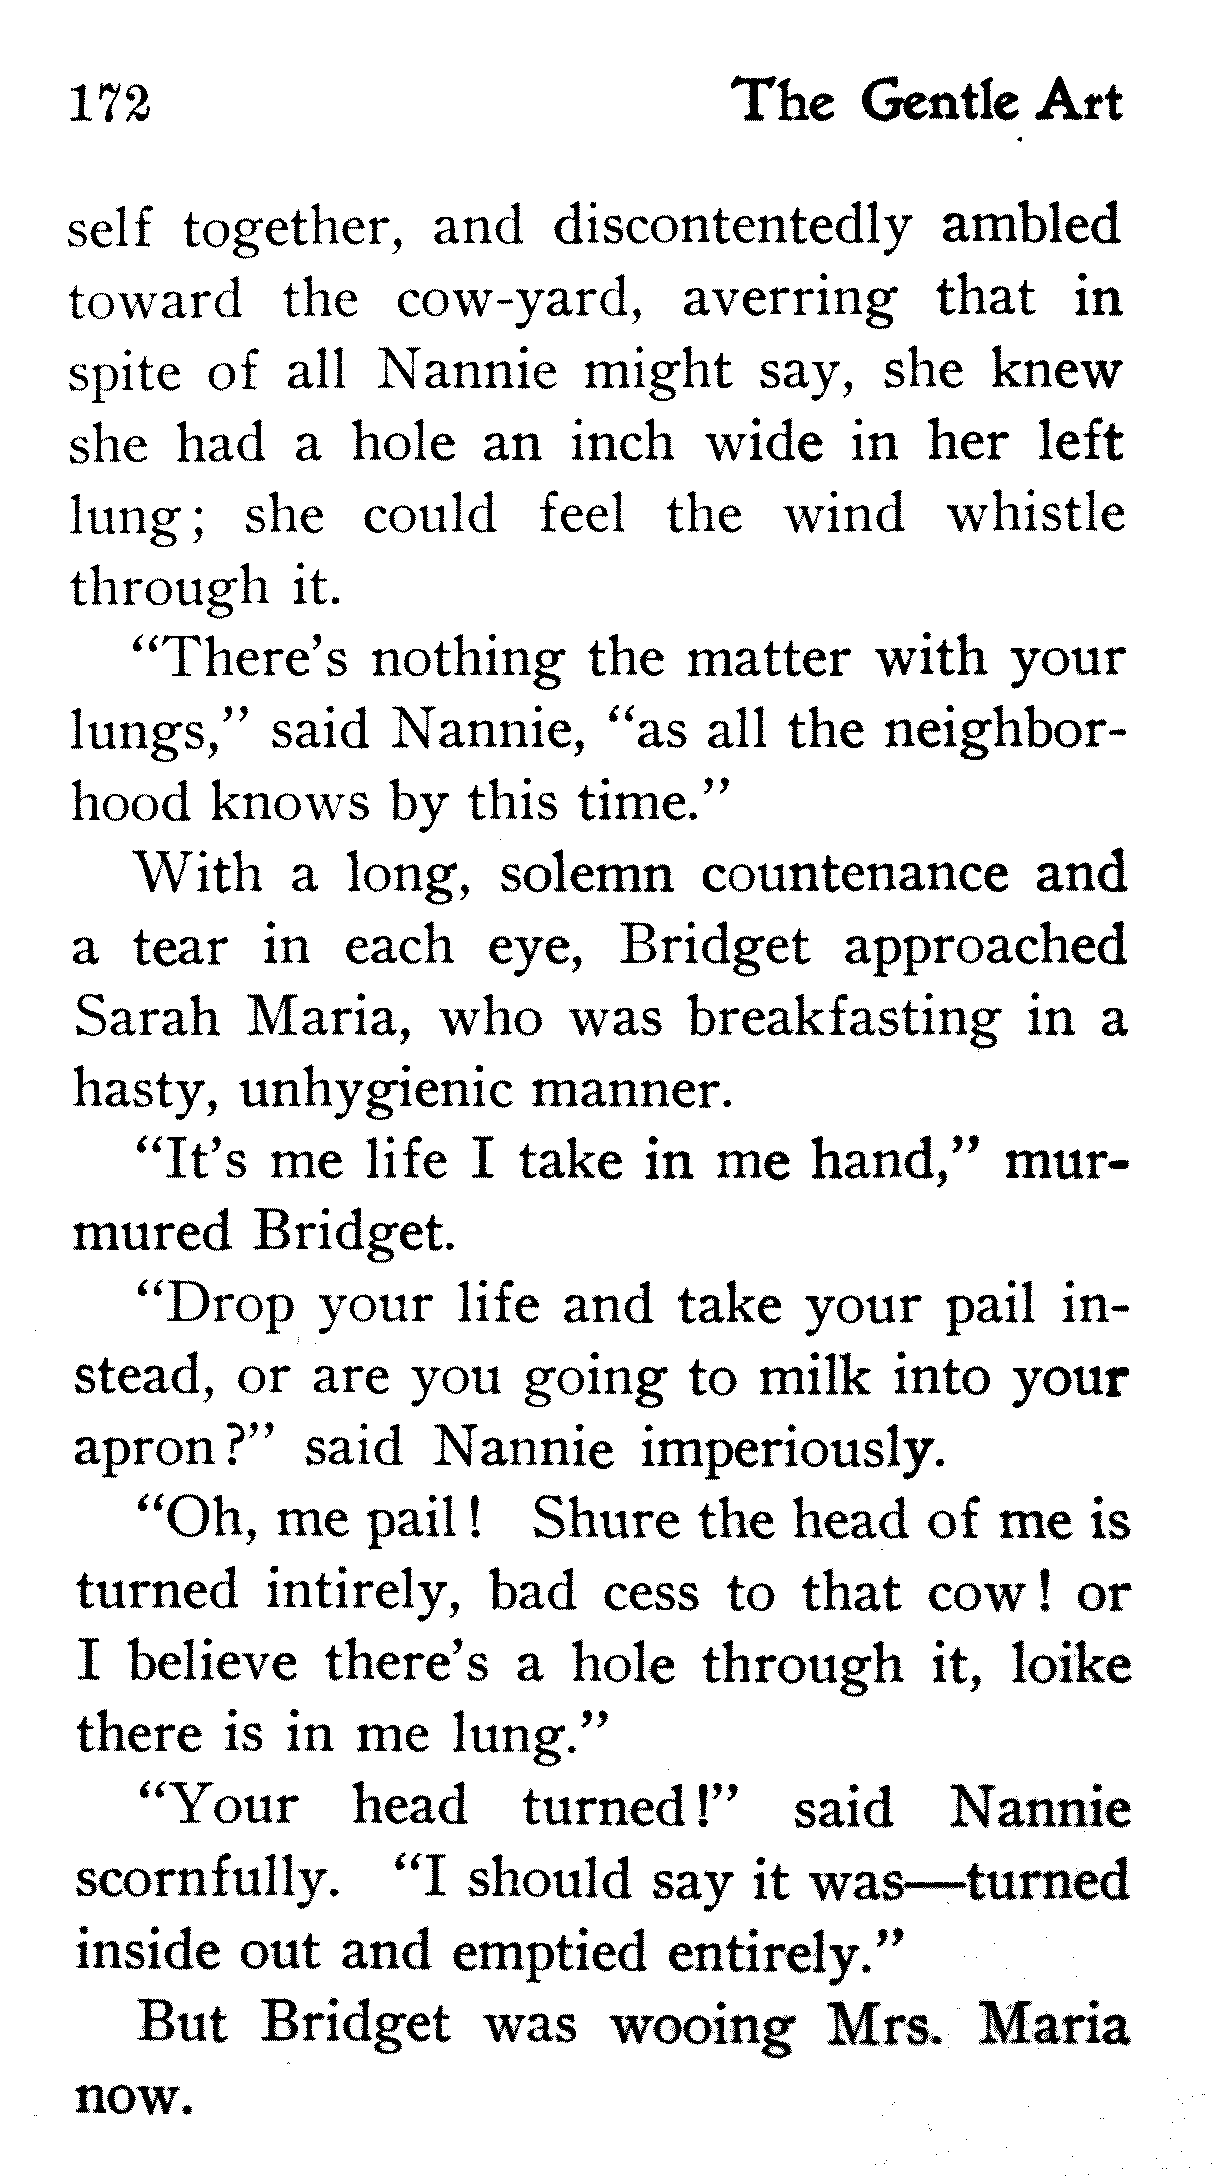 172 The Gentle Art
self together, and discontentedly ambled
toward the cow-yard, averring that in
spite of all Nannie might say, she knew
she had a hole an inch wide in her left
lung; she could feel the wind whistle
through it.
“There’s nothing the matter with your
lungs,” said Nannie, “as all the neighbor-
hood knows by this time.”
With a long, solemn countenance and
a tear in each eye, Bridget approached
Sarah Maria, who was breakfasting in a
hasty, unhygienic manner.
“It’s me life I take in me hand,” mur-
mured Bridget.
“Drop your life and take your pail in-
stead, or are you going to milk into your
apron?” said Nannie imperiously.
“Oh, me pail! Shure the head of me is
turned intirely, bad cess to that cow! or
I believe there’s a hole through it, loike
there is in me lung.”
“Your head turned!” said Nannie
scornfully. “I should say it was—turned
inside out and emptied entirely.”
But Bridget was wooing Mrs. Maria
now.